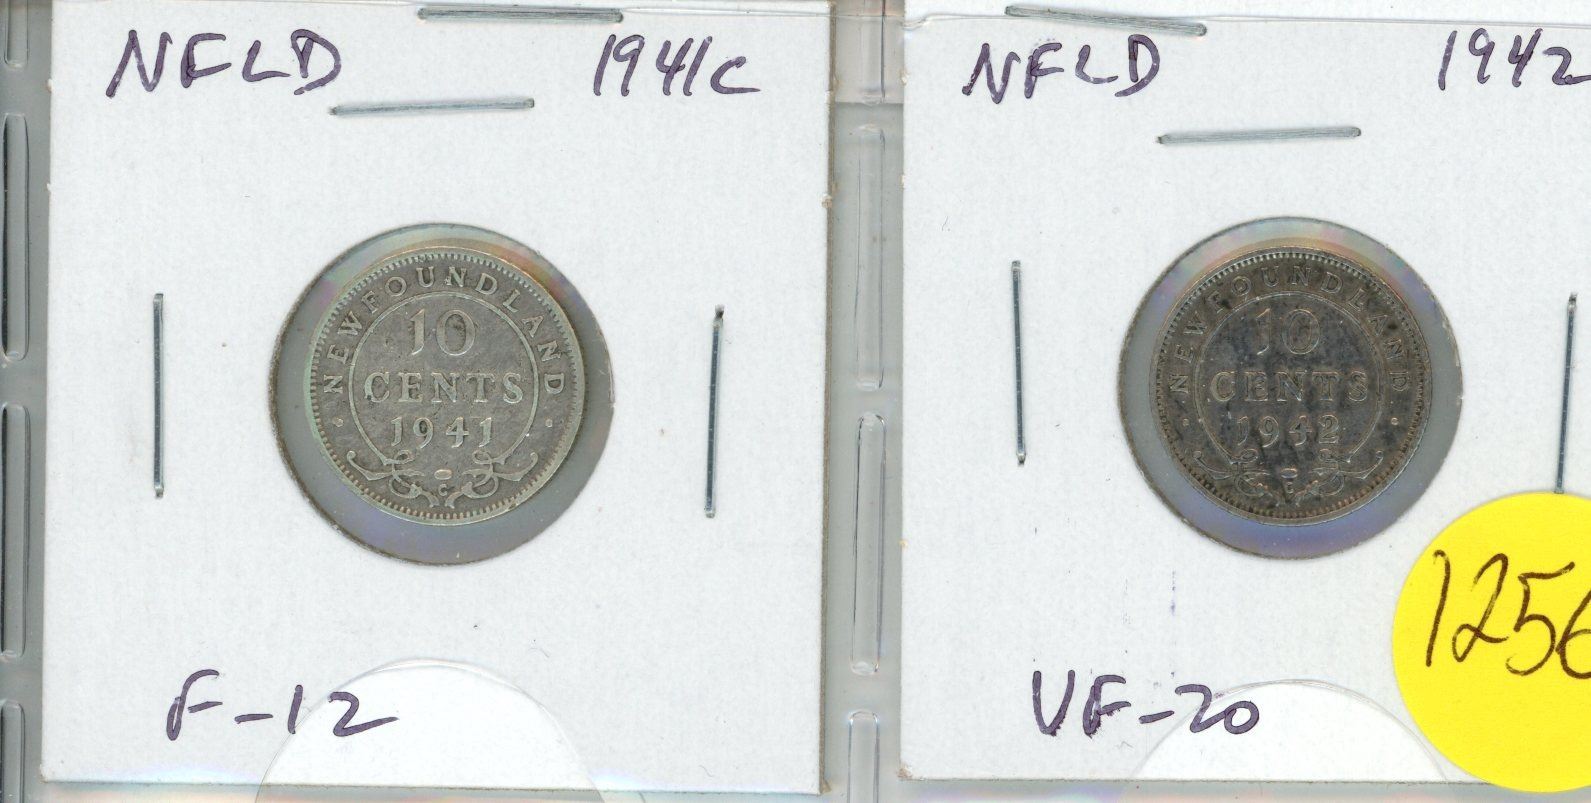 NFLD 1941c
NEWFOUNDLAND
10
CENTS
1941
C
F-12
NFLD 1942
NEWFOUNDLAND
10
CENTS
1942
C
VF-20
1256